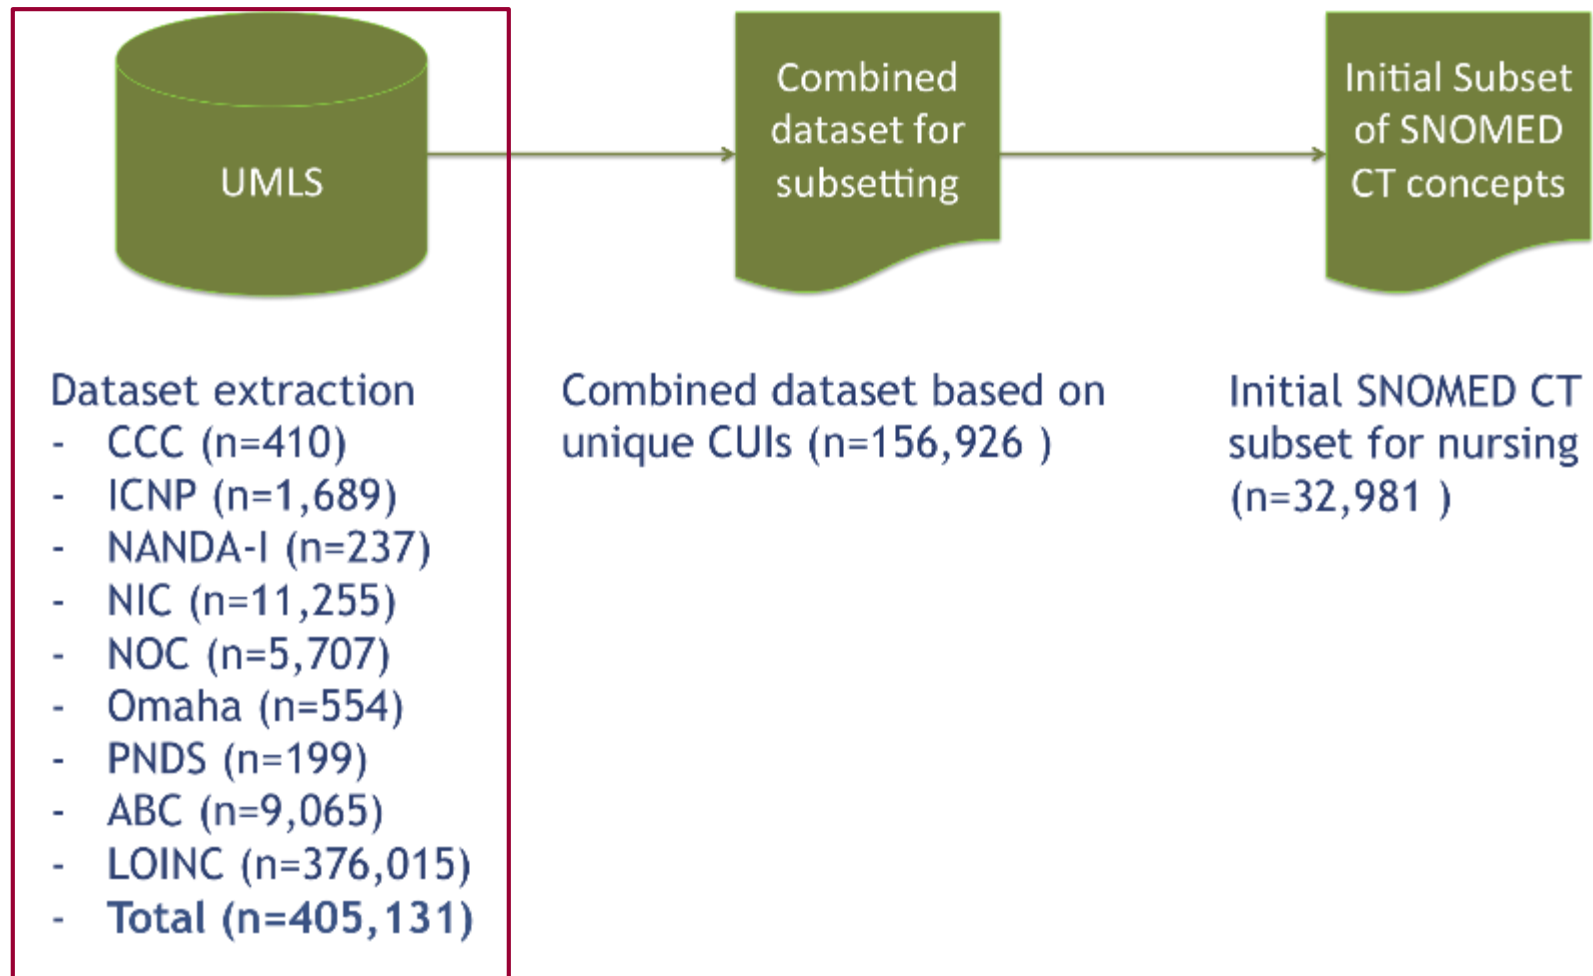 UMLS
Combined
dataset for
subsetting
Initial Subset
of SNOMED
CT concepts
Dataset extraction
- CCC (n=410)
- ICNP (n=1,689)
- NANDA-I (n=237)
- NIC (n=11,255)
- NOC (n=5,707)
- Omaha (n=554)
- PNDS (n=199)
- ABC (n=9,065)
- LOINC (n=376,015)
- Total (n=405,131)
Combined dataset based on
unique CUIs (n=156,926 )
Initial SNOMED CT
subset for nursing
(n=32,981 )